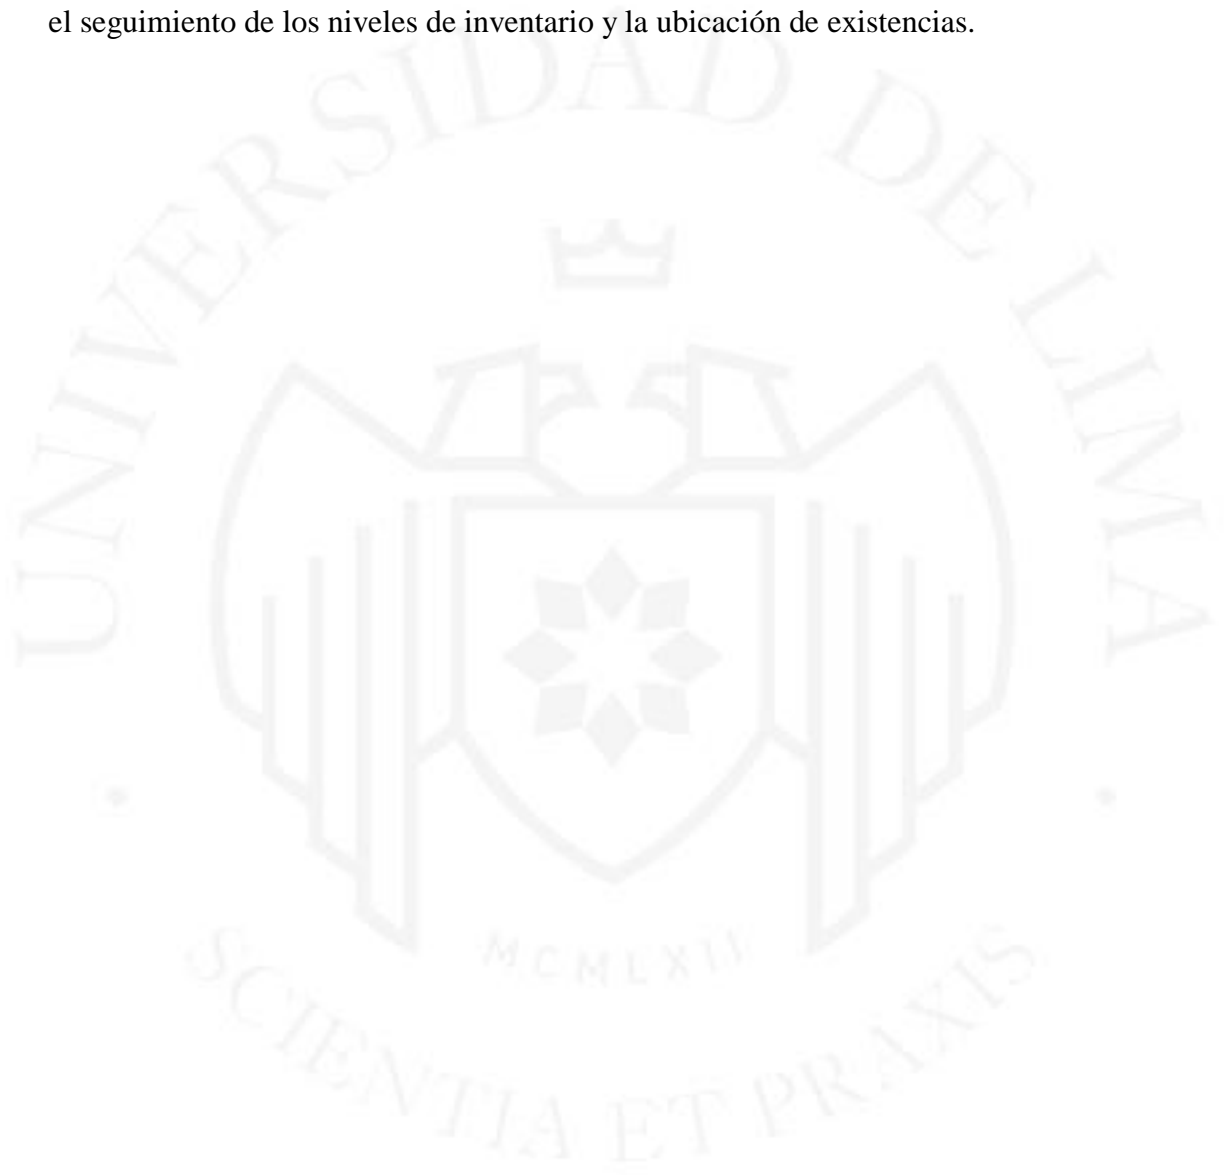 el seguimiento de los niveles de inventario y la ubicación de existencias.
UNIVERSIDAD DE LIMA
MCMLXII
SCIENTIA ET PRAXIS